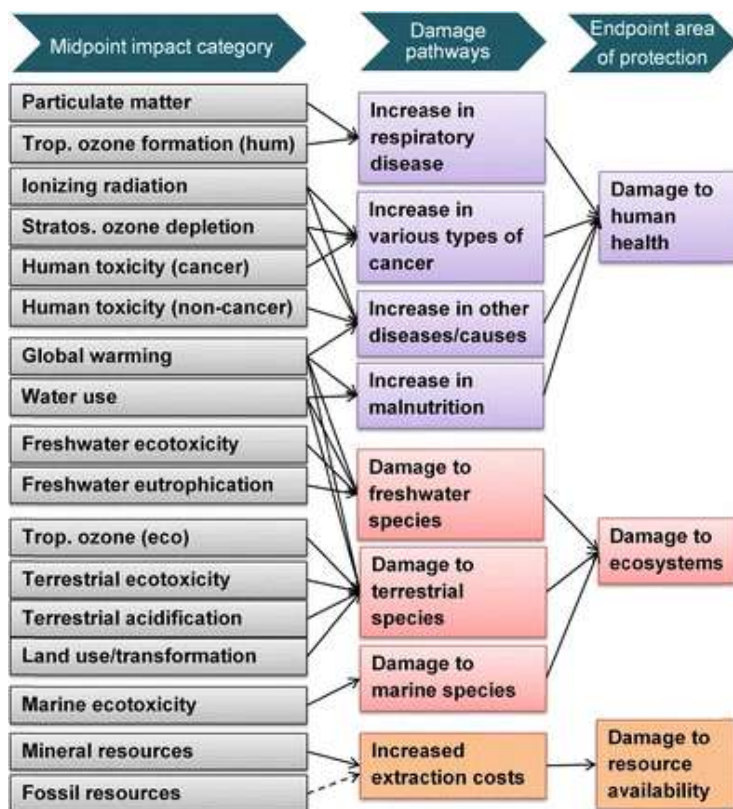 Midpoint impact category
Damage
pathways
Endpoint area
of protection
Particulate matter
Trop. ozone formation (hum)
Ionizing radiation
Stratos. ozone depletion
Human toxicity (cancer)
Human toxicity (non-cancer)
Global warming
Water use
Freshwater ecotoxicity
Freshwater eutrophication
Trop. ozone (eco)
Terrestrial ecotoxicity
Terrestrial acidification
Land use/transformation
Marine ecotoxicity
Mineral resources
Fossil resources
Increase in
respiratory
disease
Increase in
various types of
cancer
Increase in other
diseases/causes
Increase in
malnutrition
Damage to
freshwater
species
Damage to
terrestrial
species
Damage to
marine species
Increased
extraction costs
Damage to
human
health
Damage to
ecosystems
Damage to
resource
availability